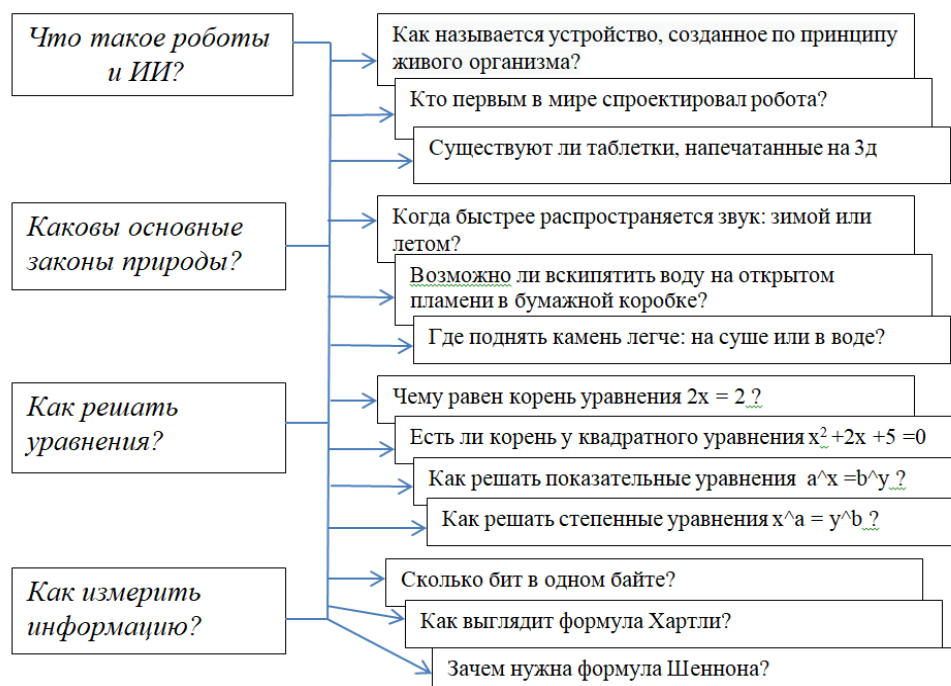 Что такое роботы
и ИИ?
Как называется устройство, созданное по принципу
живого организма?
Кто первым в мире спроектировал робота?
Существуют ли таблетки, напечатанные на 3д
Каковы основные
законы природы?
Когда быстрее распространяется звук: зимой или
летом?
Возможно ли вскипятить воду на открытом
пламени в бумажной коробке?
Где поднять камень легче: на суше или в воде?
Как решать
уравнения?
Чему равен корень уравнения 2x = 2 ?
Есть ли корень у квадратного уравнения x² +2x +5 =0
Как решать показательные уравнения a^x =b^y ?
Как решать степенные уравнения x^a = y^b ?
Как измерить
информацию?
Сколько бит в одном байте?
Как выглядит формула Хартли?
Зачем нужна формула Шеннона?